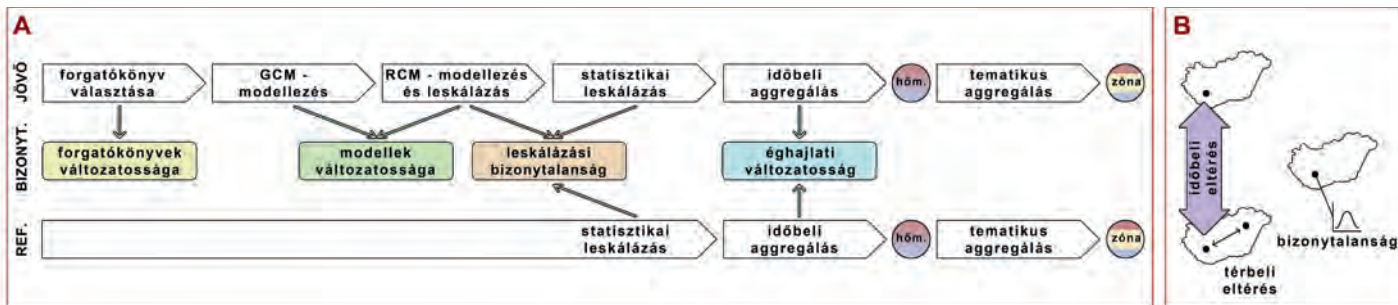 A
JÖVŐ
forgatókönyv
választása
GCM -
modellezés
RCM - modellezés
és leskálázás
statisztikai
leskálázás
időbeli
aggregálás
hőm.
tematikus
aggregálás
zóna
BIZONYT.
forgatókönyvek
változatossága
modellek
változatossága
leskálázási
bizonytalanság
éghajlati
változatosság
REF.
statisztikai
leskálázás
időbeli
aggregálás
hőm.
tematikus
aggregálás
zóna
B
időbeli
eltérés
bizonytalanság
térbeli
eltérés